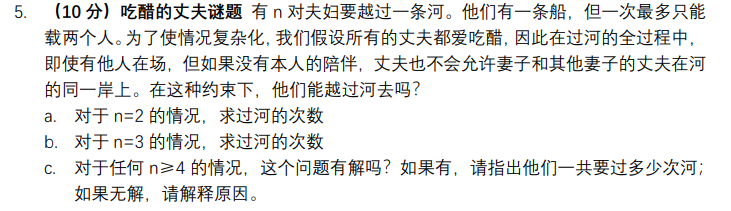 5. （10 分）吃醋的丈夫谜题 有 n 对夫妇要越过一条河。他们有一条船，但一次最多只能
载两个人。为了使情况复杂化，我们假设所有的丈夫都爱吃醋，因此在过河的全过程中，
即使有他人在场，但如果没有本人的陪伴，丈夫也不会允许妻子和其他妻子的丈夫在河
的同一岸上。在这种约束下，他们能越过河去吗？
a. 对于 n=2 的情况，求过河的次数
b. 对于 n=3 的情况，求过河的次数
c. 对于任何 n≥4 的情况，这个问题有解吗？如果有，请指出他们一共要过多少次河；
如果无解，请解释原因。